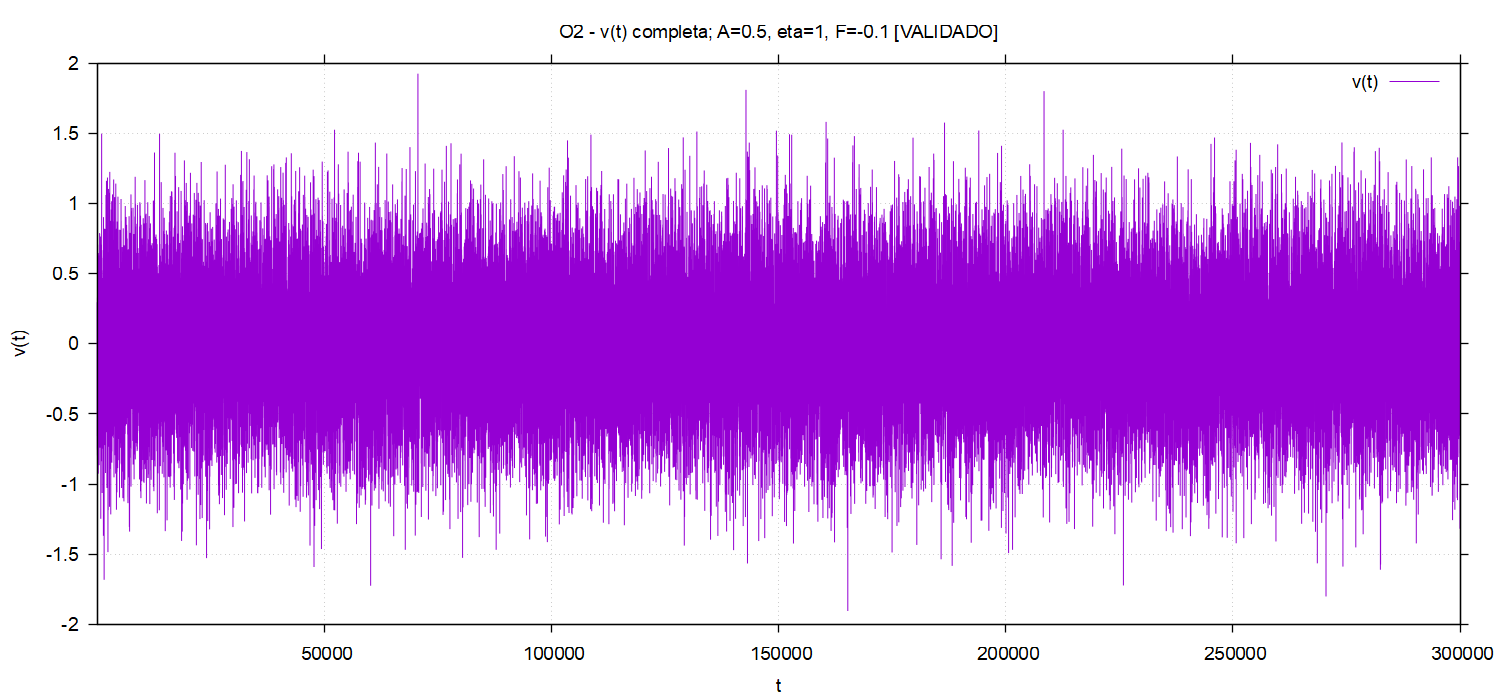 O2 - v(t) completa; A=0.5, eta=1, F=-0.1 [VALIDADO]
v(t)
2
1.5
1
0.5
0
-0.5
-1
-1.5
-2
v(t)
50000 100000 150000 200000 250000 300000
t